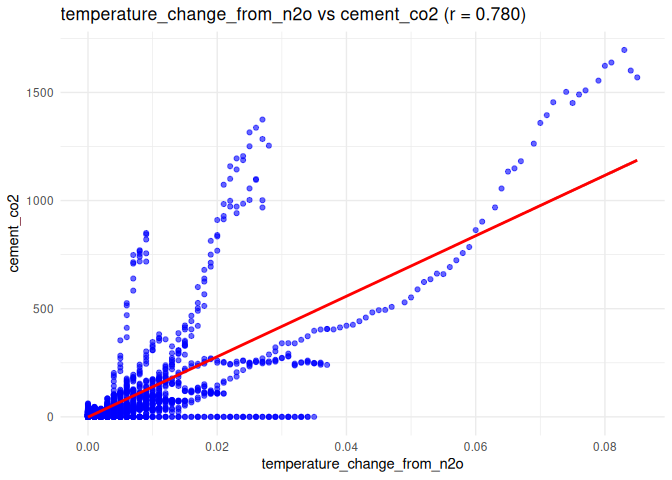 temperature_change_from_n2o vs cement_co2 (r = 0.780)
cement_co2
1500
1000
500
0
0.00 0.02 0.04 0.06 0.08
temperature_change_from_n2o